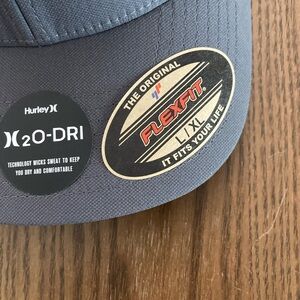 Hurley
H2O-DRI
TECHNOLOGY WICKS SWEAT TO KEEP
YOU DRY AND COMFORTABLE
THE ORIGINAL
FLEXFIT
L / XL
IT FITS YOUR LIFE